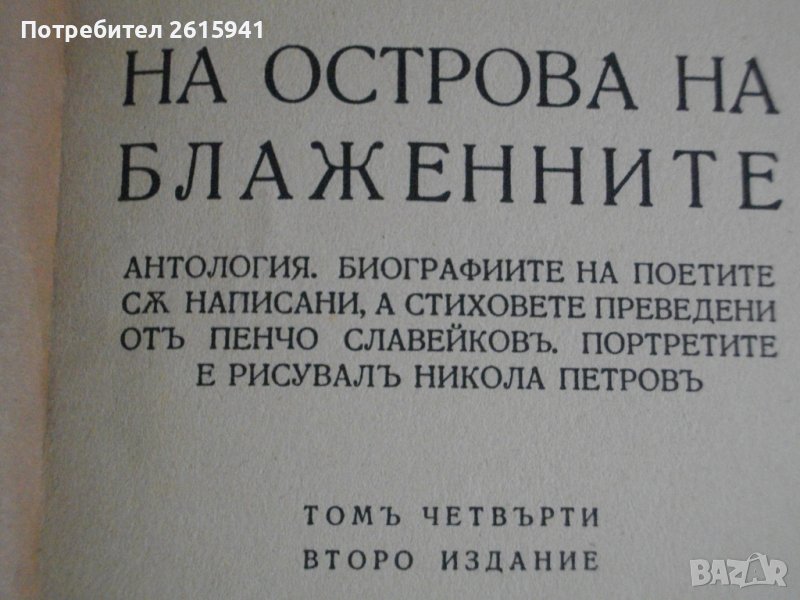 Потребител 2615941
НА ОСТРОВА НА
БЛАЖЕННИТЕ
АНТОЛОГИЯ. БИОГРАФИИТЕ НА ПОЕТИТЕ
СѪ НАПИСАНИ, А СТИХОВЕТЕ ПРЕВЕДЕНИ
ОТЪ ПЕНЧО СЛАВЕЙКОВЪ. ПОРТРЕТИТЕ
Е РИСУВАЛЪ НИКОЛА ПЕТРОВЪ
ТОМЪ ЧЕТВЪРТИ
ВТОРО ИЗДАНИЕ
BAZAR